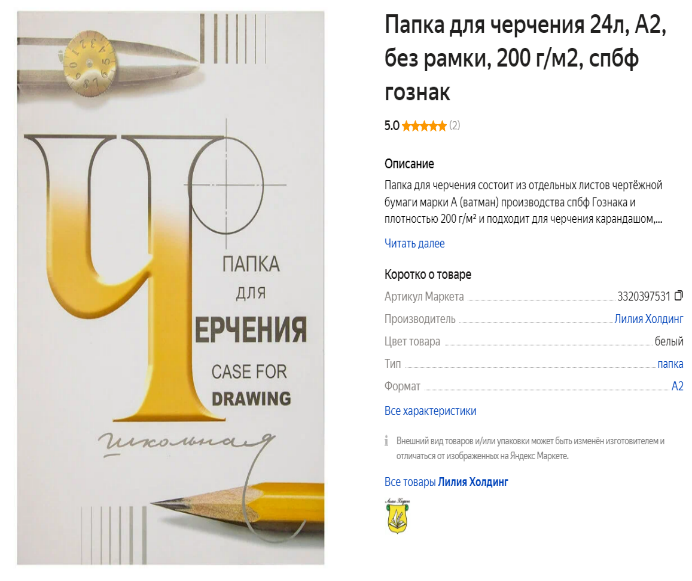 ПАПКА
ДЛЯ
ЧЕРЧЕНИЯ
CASE FOR
DRAWING
школьная
Папка для черчения 24л, А2,
без рамки, 200 г/м2, спбф
гознак
5.0 ★★★★★ (2)
Описание
Папка для черчения состоит из отдельных листов чертёжной
бумаги марки А (ватман) производства спбф Гознака и
плотностью 200 г/м² и подходит для черчения карандашом,...
Читать далее
Коротко о товаре
Артикул Маркета 3320397531
Производитель Лилия Холдинг
Цвет товара белый
Тип папка
Формат A2
Все характеристики
Внешний вид товаров и/или упаковки может быть изменён изготовителем и
отличаться от изображенных на Яндекс Маркете.
Все товары Лилия Холдинг